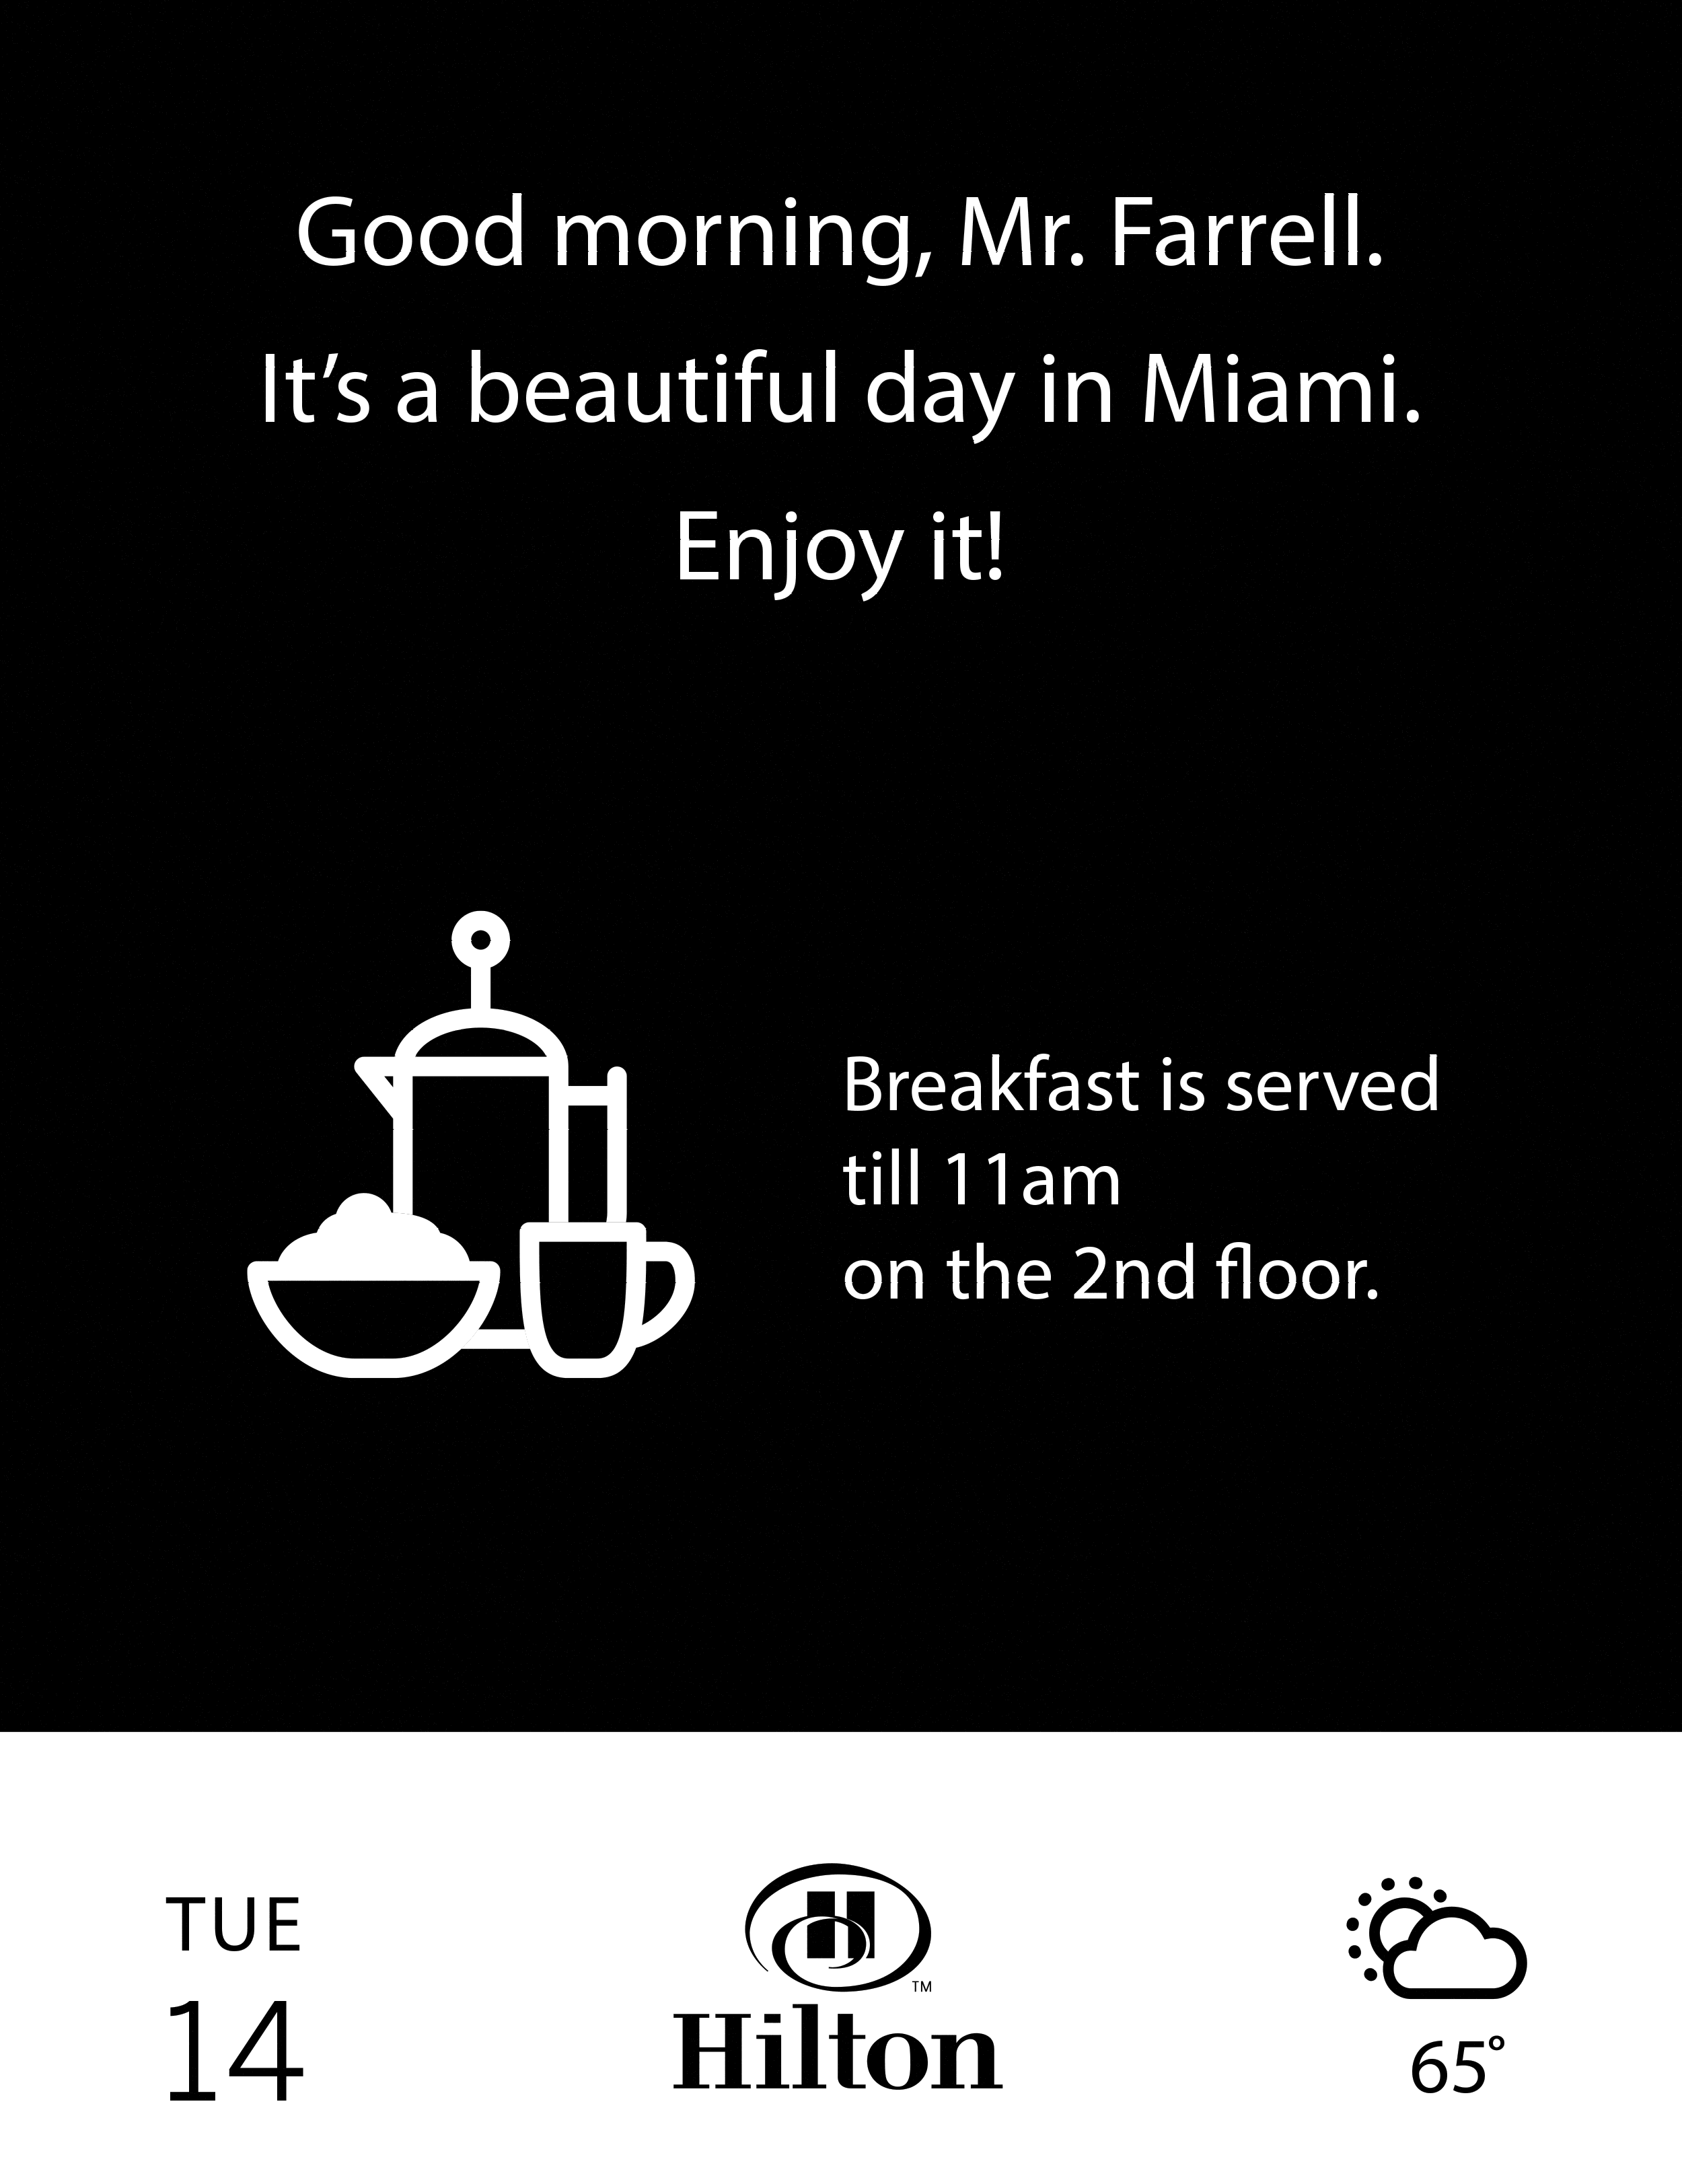 Good morning, Mr. Farrell.
It’s a beautiful day in Miami.
Enjoy it!
Breakfast is served
till 11am
on the 2nd floor.
TUE
14
H
TM
Hilton
65°